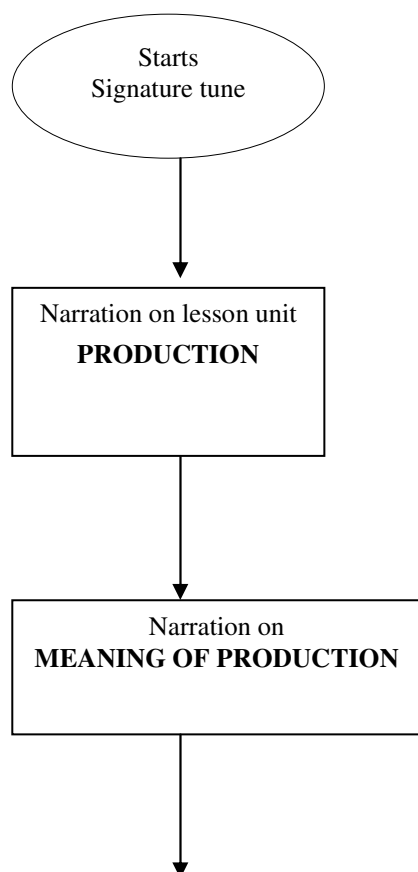 Starts
Signature tune
Narration on lesson unit
PRODUCTION
Narration on
MEANING OF PRODUCTION